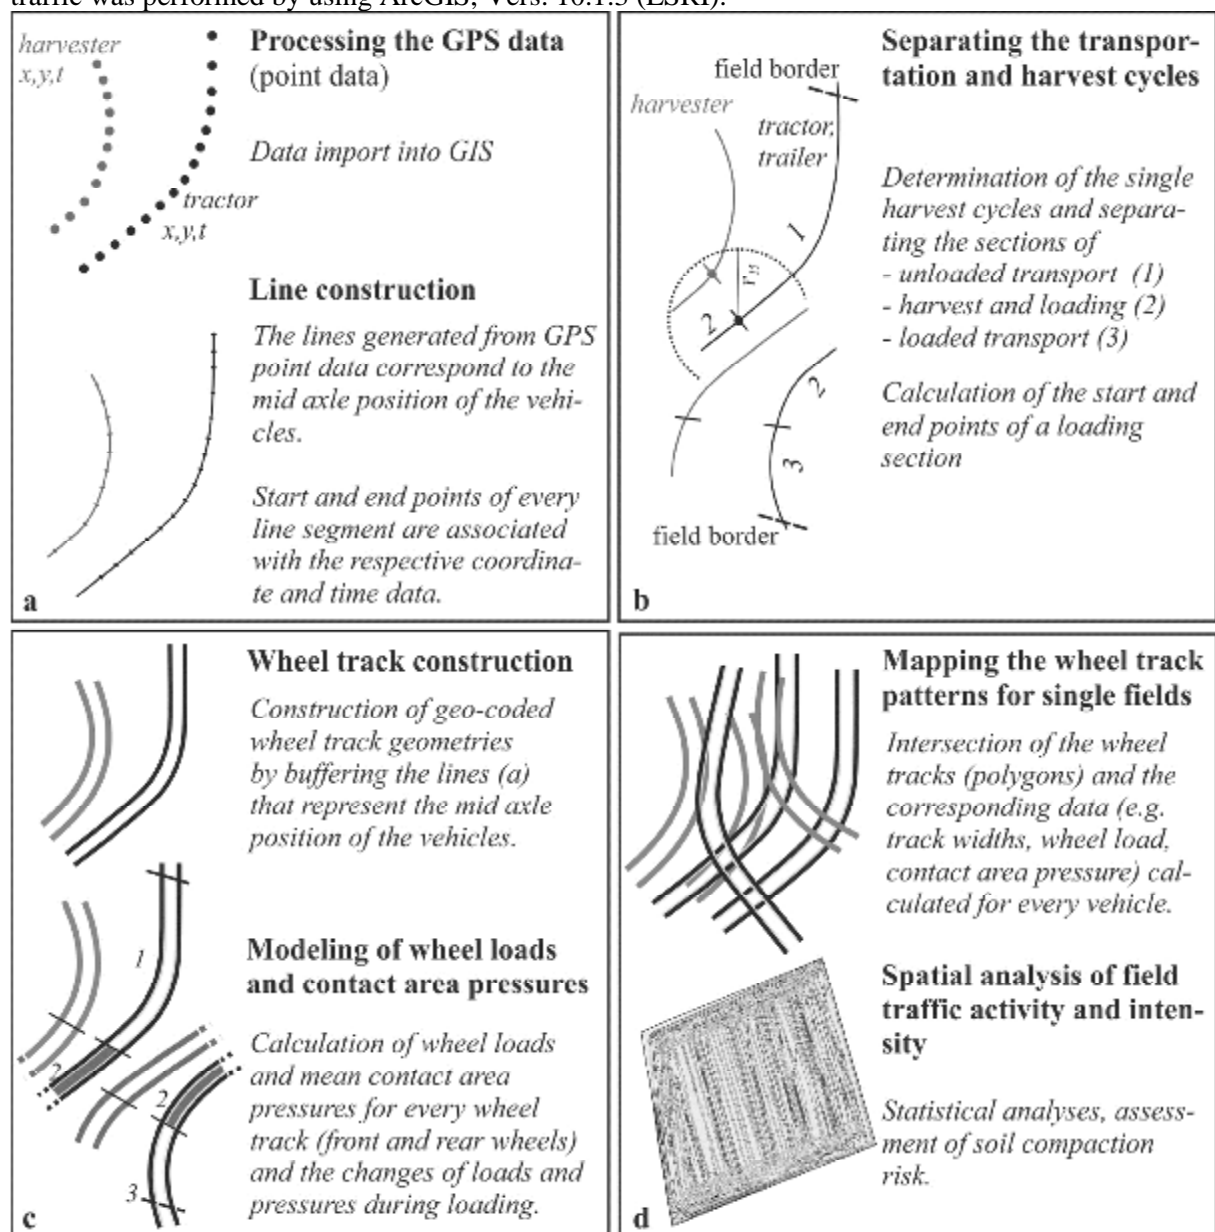 traffic was performed by using ArcGIS, Vers. 10.1.3 (ESRI).
harvester
x,y,t
tractor
x,y,t
Processing the GPS data
(point data)
Data import into GIS
Line construction
The lines generated from GPS
point data correspond to the
mid axle position of the vehi-
cles.
Start and end points of every
line segment are associated
with the respective coordina-
te and time data.
a
field border
harvester
tractor,
trailer
1
r15
2
2
3
field border
Separating the transpor-
tation and harvest cycles
Determination of the single
harvest cycles and separa-
ting the sections of
- unloaded transport (1)
- harvest and loading (2)
- loaded transport (3)
Calculation of the start and
end points of a loading
section
b
Wheel track construction
Construction of geo-coded
wheel track geometries
by buffering the lines (a)
that represent the mid axle
position of the vehicles.
1
2
2
3
Modeling of wheel loads
and contact area pressures
Calculation of wheel loads
and mean contact area
pressures for every wheel
track (front and rear wheels)
and the changes of loads and
pressures during loading.
c
Mapping the wheel track
patterns for single fields
Intersection of the wheel
tracks (polygons) and the
corresponding data (e.g.
track widths, wheel load,
contact area pressure) cal-
culated for every vehicle.
Spatial analysis of field
traffic activity and inten-
sity
Statistical analyses, assess-
ment of soil compaction
risk.
d